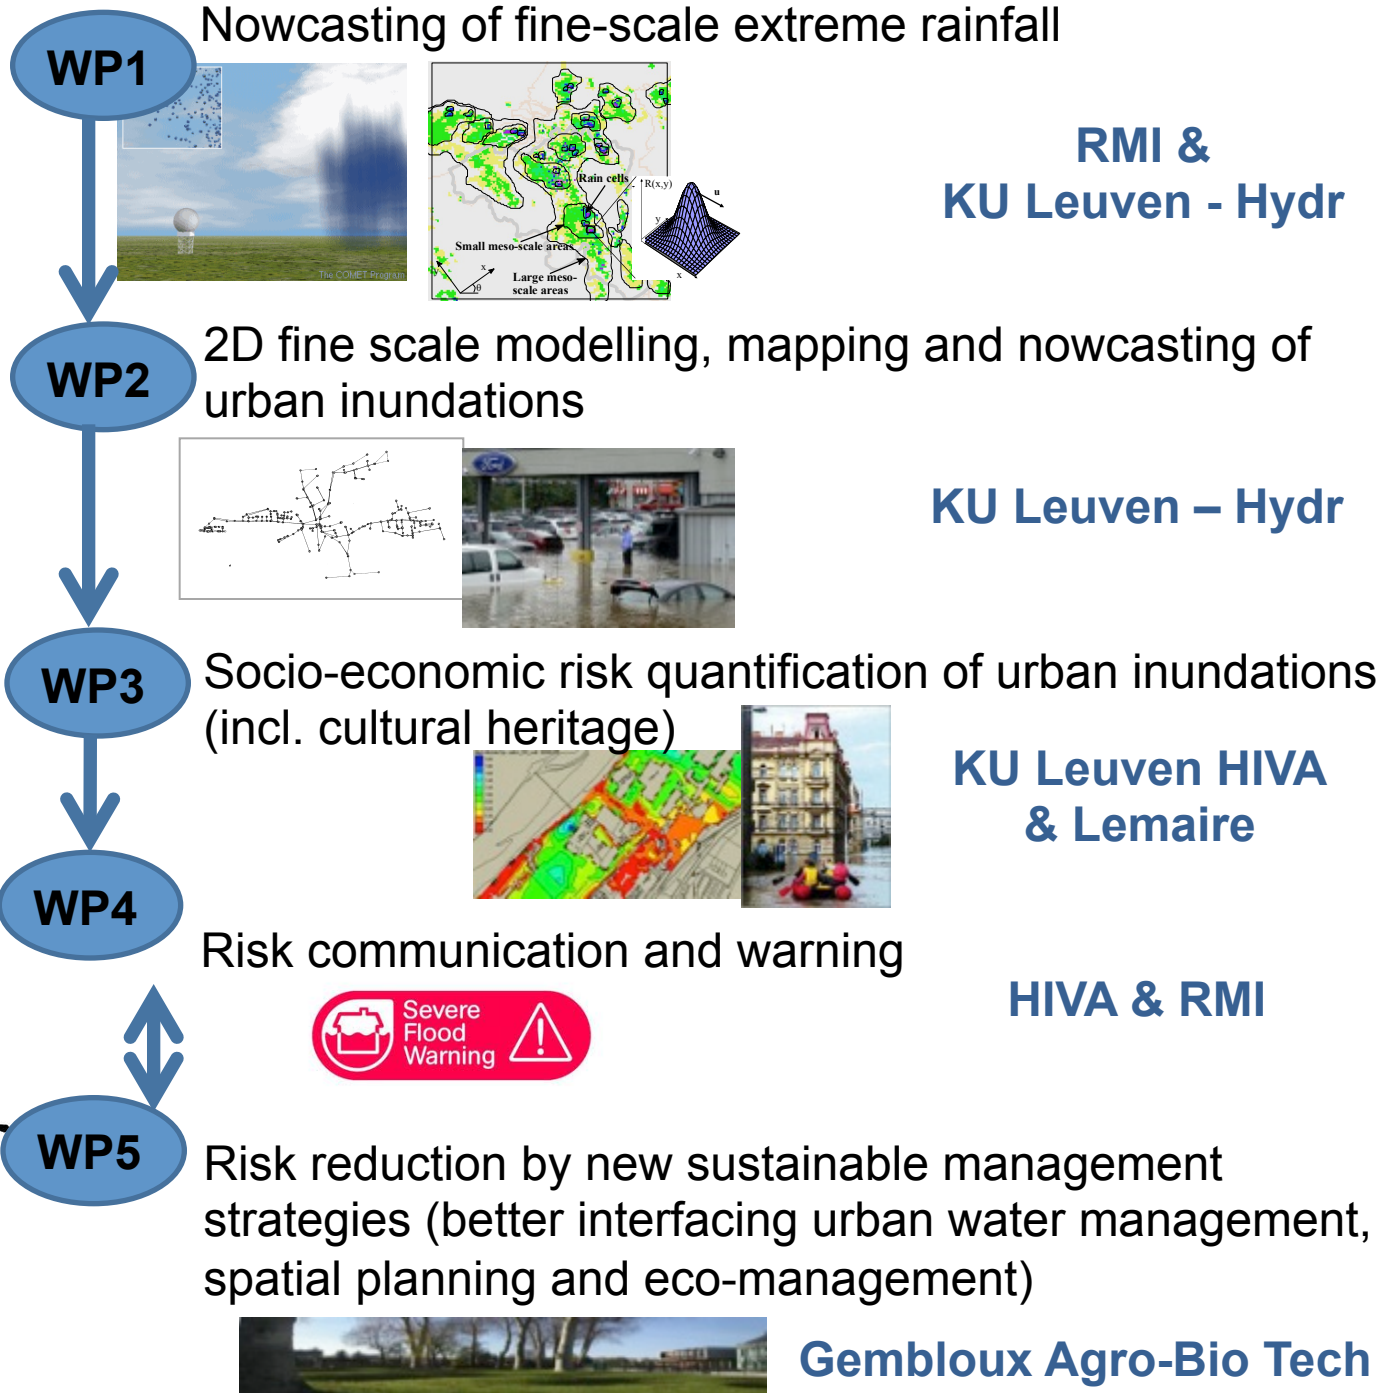 Nowcasting of fine-scale extreme rainfall
WP1
The COMET Program
Rain cells
R(x,y)
u
y
x
Small meso-scale areas
Large meso-
scale areas
x
θ
RMI &
KU Leuven - Hydr
2D fine scale modelling, mapping and nowcasting of
urban inundations
WP2
Ford
KU Leuven – Hydr
WP3
Socio-economic risk quantification of urban inundations
(incl. cultural heritage)
KU Leuven HIVA
& Lemaire
WP4
Risk communication and warning
Severe
Flood
Warning
HIVA & RMI
WP5
Risk reduction by new sustainable management
strategies (better interfacing urban water management,
spatial planning and eco-management)
Gembloux Agro-Bio Tech